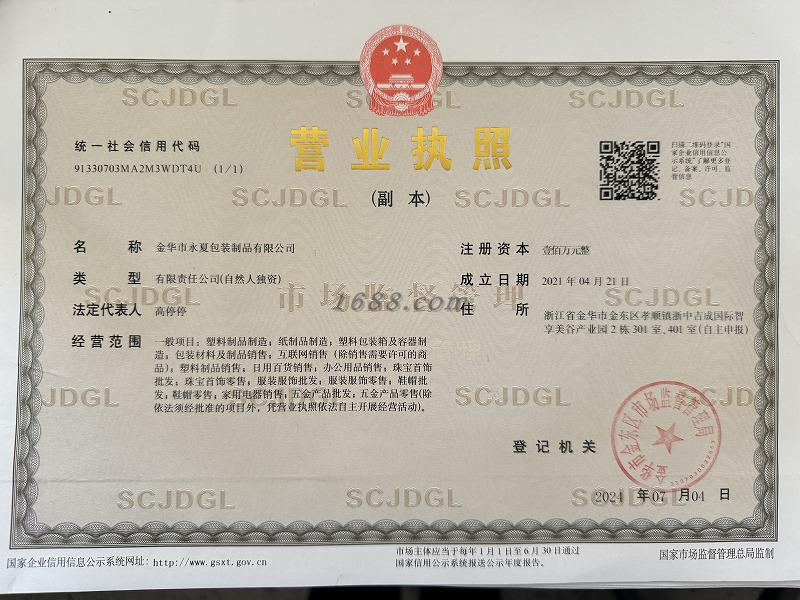 SCJDGL SCJDGL SCJDGL
统一社会信用代码
91330703MA2M3WDT4U (1/1)
营业执照
(副 本)
扫描二维码登录"国
家企业信用信息公
示系统"了解更多登
记、备案、许可、监
管信息
SCJDGL SCJDGL SCJDGL
名 称 金华市永夏包装制品有限公司
类 型 有限责任公司(自然人独资)
法定代表人 高停停
经营范围 一般项目：塑料制品制造；纸制品制造；塑料包装箱及容器制
造；包装材料及制品销售；互联网销售（除销售需要许可的商
品）；塑料制品销售；日用百货销售；办公用品销售；珠宝首饰
批发；珠宝首饰零售；服装服饰批发；服装服饰零售；鞋帽批
发；鞋帽零售；家用电器销售；五金产品批发；五金产品零售(除
依法须经批准的项目外，凭营业执照依法自主开展经营活动)。
注册资本 壹佰万元整
成立日期 2021年04月21日
住 所 浙江省金华市金东区孝顺镇浙中吉成国际智
享美谷产业园2栋301室、401室(自主申报)
市场监督管理
1688.com
SCJDGL SCJDGL
登记机关
金华市金东区市场监督管理局
2024 年 07 月 04 日
SCJDGL SCJDGL SCJDGL
国家企业信用信息公示系统网址：http://www.gsxt.gov.cn
市场主体应当于每年1月1日至6月30日通过
国家信用公示系统报送公示年度报告。
国家市场监督管理总局监制